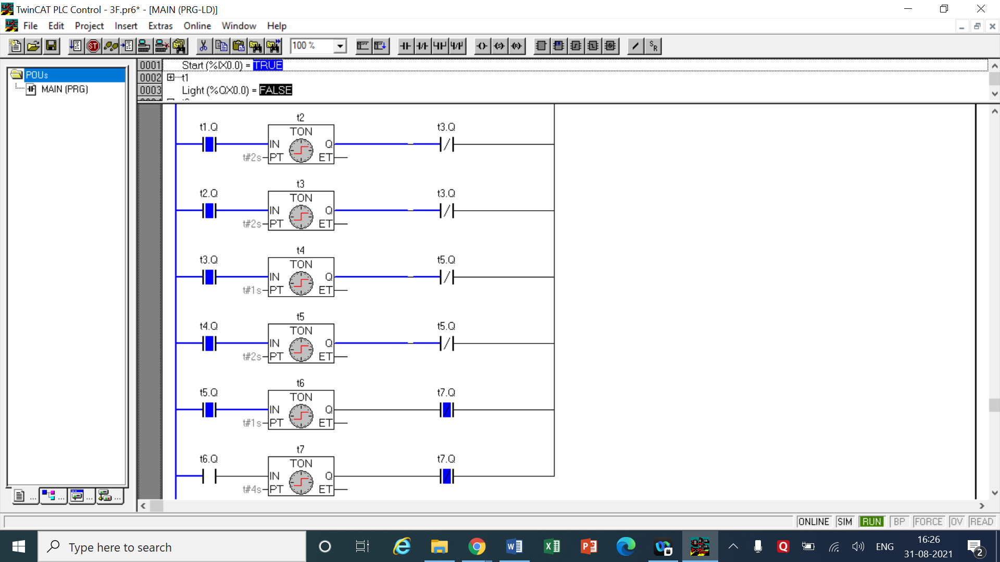 TwinCAT PLC Control - 3F.pr6* - [MAIN (PRG-LD)]
File Edit Project Insert Extras Online Window Help
100 %
POUs
MAIN (PRG)
0001 Start (%IX0.0) = TRUE
0002 t1
0003 Light (%QX0.0) = FALSE
t2
t1.Q TON t3.Q
IN Q
t#2s PT ET
t3
t2.Q TON t3.Q
IN Q
t#2s PT ET
t4
t3.Q TON t5.Q
IN Q
t#1s PT ET
t5
t4.Q TON t5.Q
IN Q
t#2s PT ET
t6
t5.Q TON t7.Q
IN Q
t#1s PT ET
t7
t6.Q TON t7.Q
IN Q
t#4s PT ET
... ... ... ...
ONLINE SIM RUN BP FORCE OV READ
Type here to search
ENG
16:26
31-08-2021
2